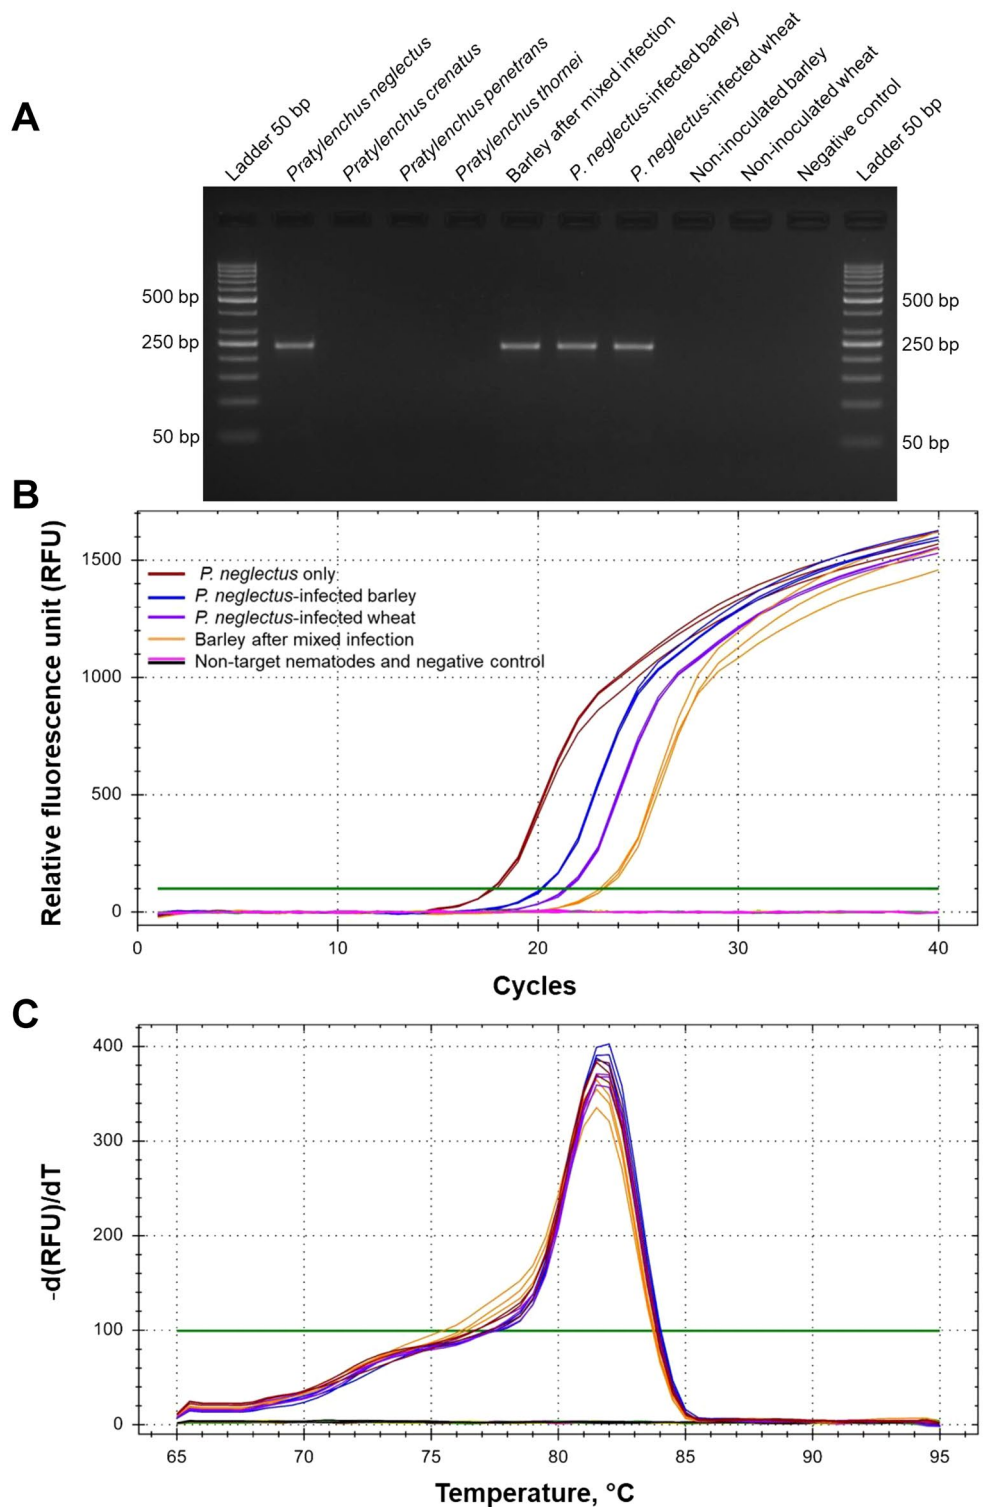 A
Ladder 50 bp
Pratylenchus neglectus
Pratylenchus crenatus
Pratylenchus penetrans
Pratylenchus thornei
Barley after mixed infection
P. neglectus-infected barley
P. neglectus-infected wheat
Non-inoculated barley
Non-inoculated wheat
Negative control
Ladder 50 bp
500 bp
250 bp
50 bp
500 bp
250 bp
50 bp
B
Relative fluorescence unit (RFU)
1500
1000
500
0
P. neglectus only
P. neglectus-infected barley
P. neglectus-infected wheat
Barley after mixed infection
Non-target nematodes and negative control
0 10 20 30 40
Cycles
C
-d(RFU)/dT
400
300
200
100
0
65 70 75 80 85 90 95
Temperature, °C